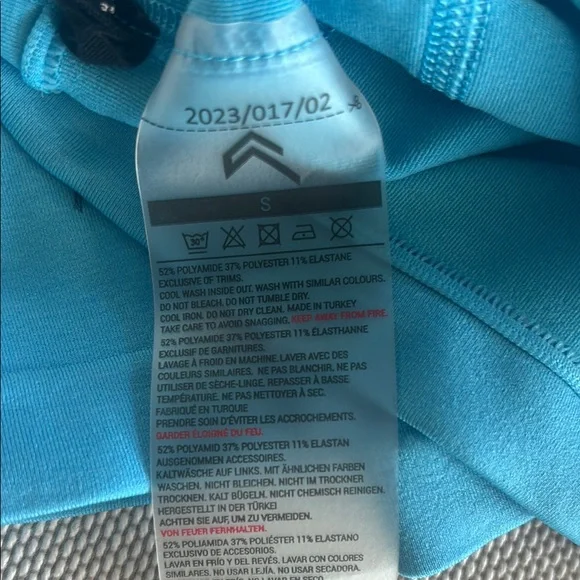 2023/017/02
S
30°
52% POLYAMIDE 37% POLYESTER 11% ELASTANE
EXCLUSIVE OF TRIMS.
COOL WASH INSIDE OUT. WASH WITH SIMILAR COLOURS.
DO NOT BLEACH. DO NOT TUMBLE DRY.
COOL IRON. DO NOT DRY CLEAN. MADE IN TURKEY
TAKE CARE TO AVOID SNAGGING. KEEP AWAY FROM FIRE.
52% POLYAMIDE 37% POLYESTER 11% ÉLASTHANNE
EXCLUSIF DE GARNITURES.
LAVAGE À FROID EN MACHINE. LAVER AVEC DES
COULEURS SIMILAIRES. NE PAS BLANCHIR. NE PAS
UTILISER DE SÈCHE-LINGE. REPASSER À BASSE
TEMPÉRATURE. NE PAS NETTOYER À SEC.
FABRIQUÉ EN TURQUIE
PRENDRE SOIN D'ÉVITER LES ACCROCHEMENTS.
GARDER ÉLOIGNÉ DU FEU.
52% POLYAMID 37% POLYESTER 11% ELASTAN
AUSGENOMMEN ACCESSOIRES.
KALTWÄSCHE AUF LINKS. MIT ÄHNLICHEN FARBEN
WASCHEN. NICHT BLEICHEN. NICHT IM TROCKNER
TROCKNEN. KALT BÜGELN. NICHT CHEMISCH REINIGEN.
HERGESTELLT IN DER TÜRKEI
ACHTEN SIE AUF, UM ZU VERMEIDEN.
VON FEUER FERNHALTEN.
52% POLIAMIDA 37% POLIÉSTER 11% ELASTANO
EXCLUSIVO DE ACCESORIOS.
LAVAR EN FRÍO Y DEL REVÉS. LAVAR CON COLORES
SIMILARES. NO USAR LEJÍA. NO USAR SECADORA.
NO LAVAR EN SECO